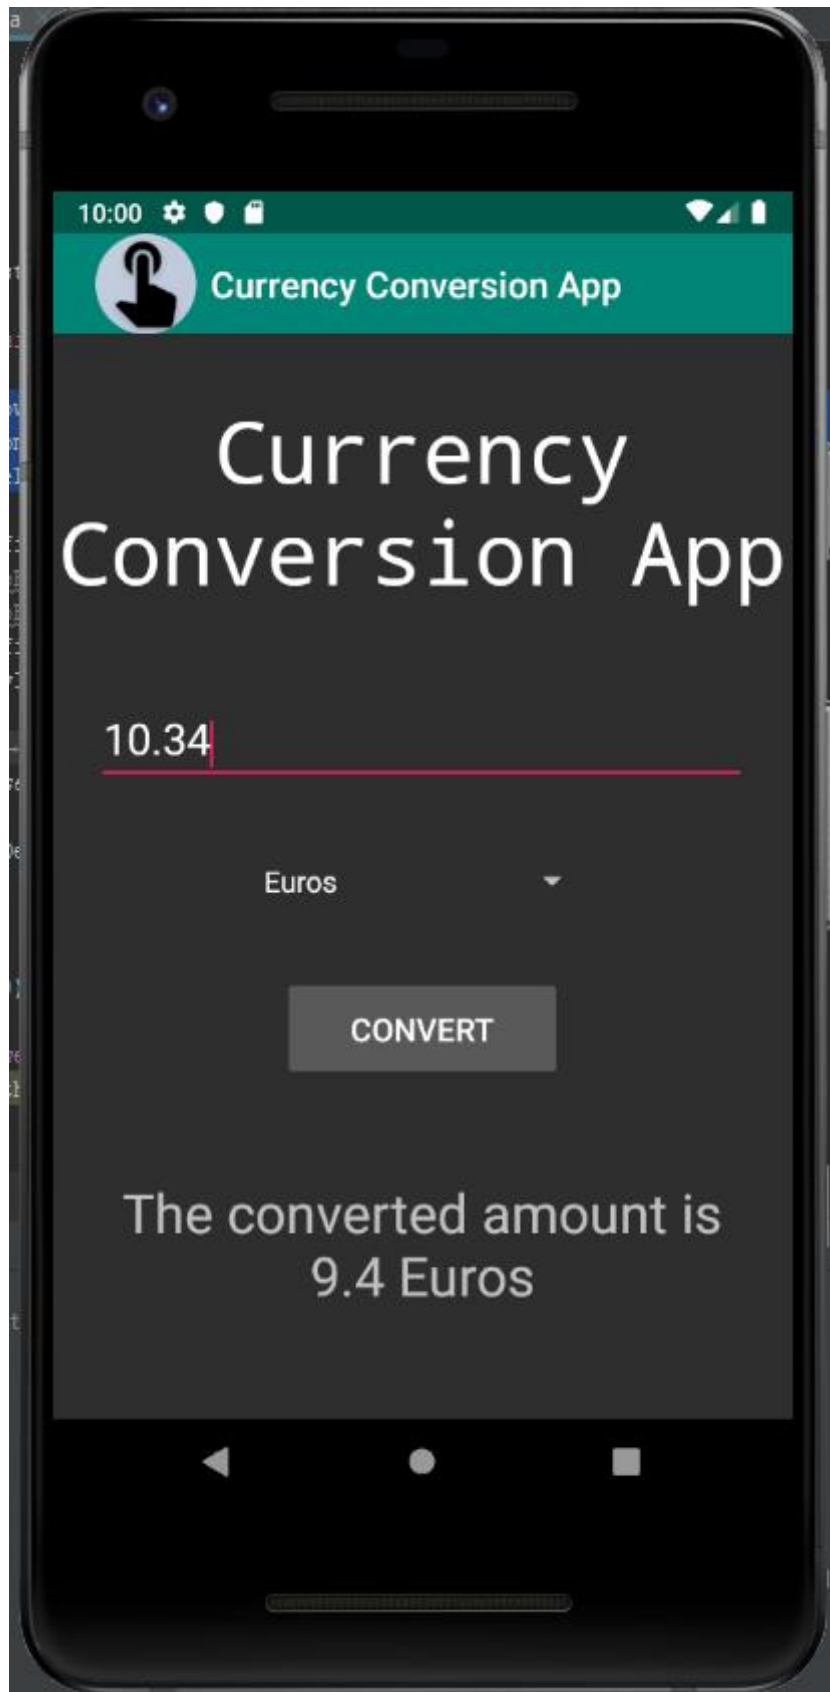 10:00
Currency Conversion App
Currency
Conversion App
10.34
Euros
CONVERT
The converted amount is
9.4 Euros